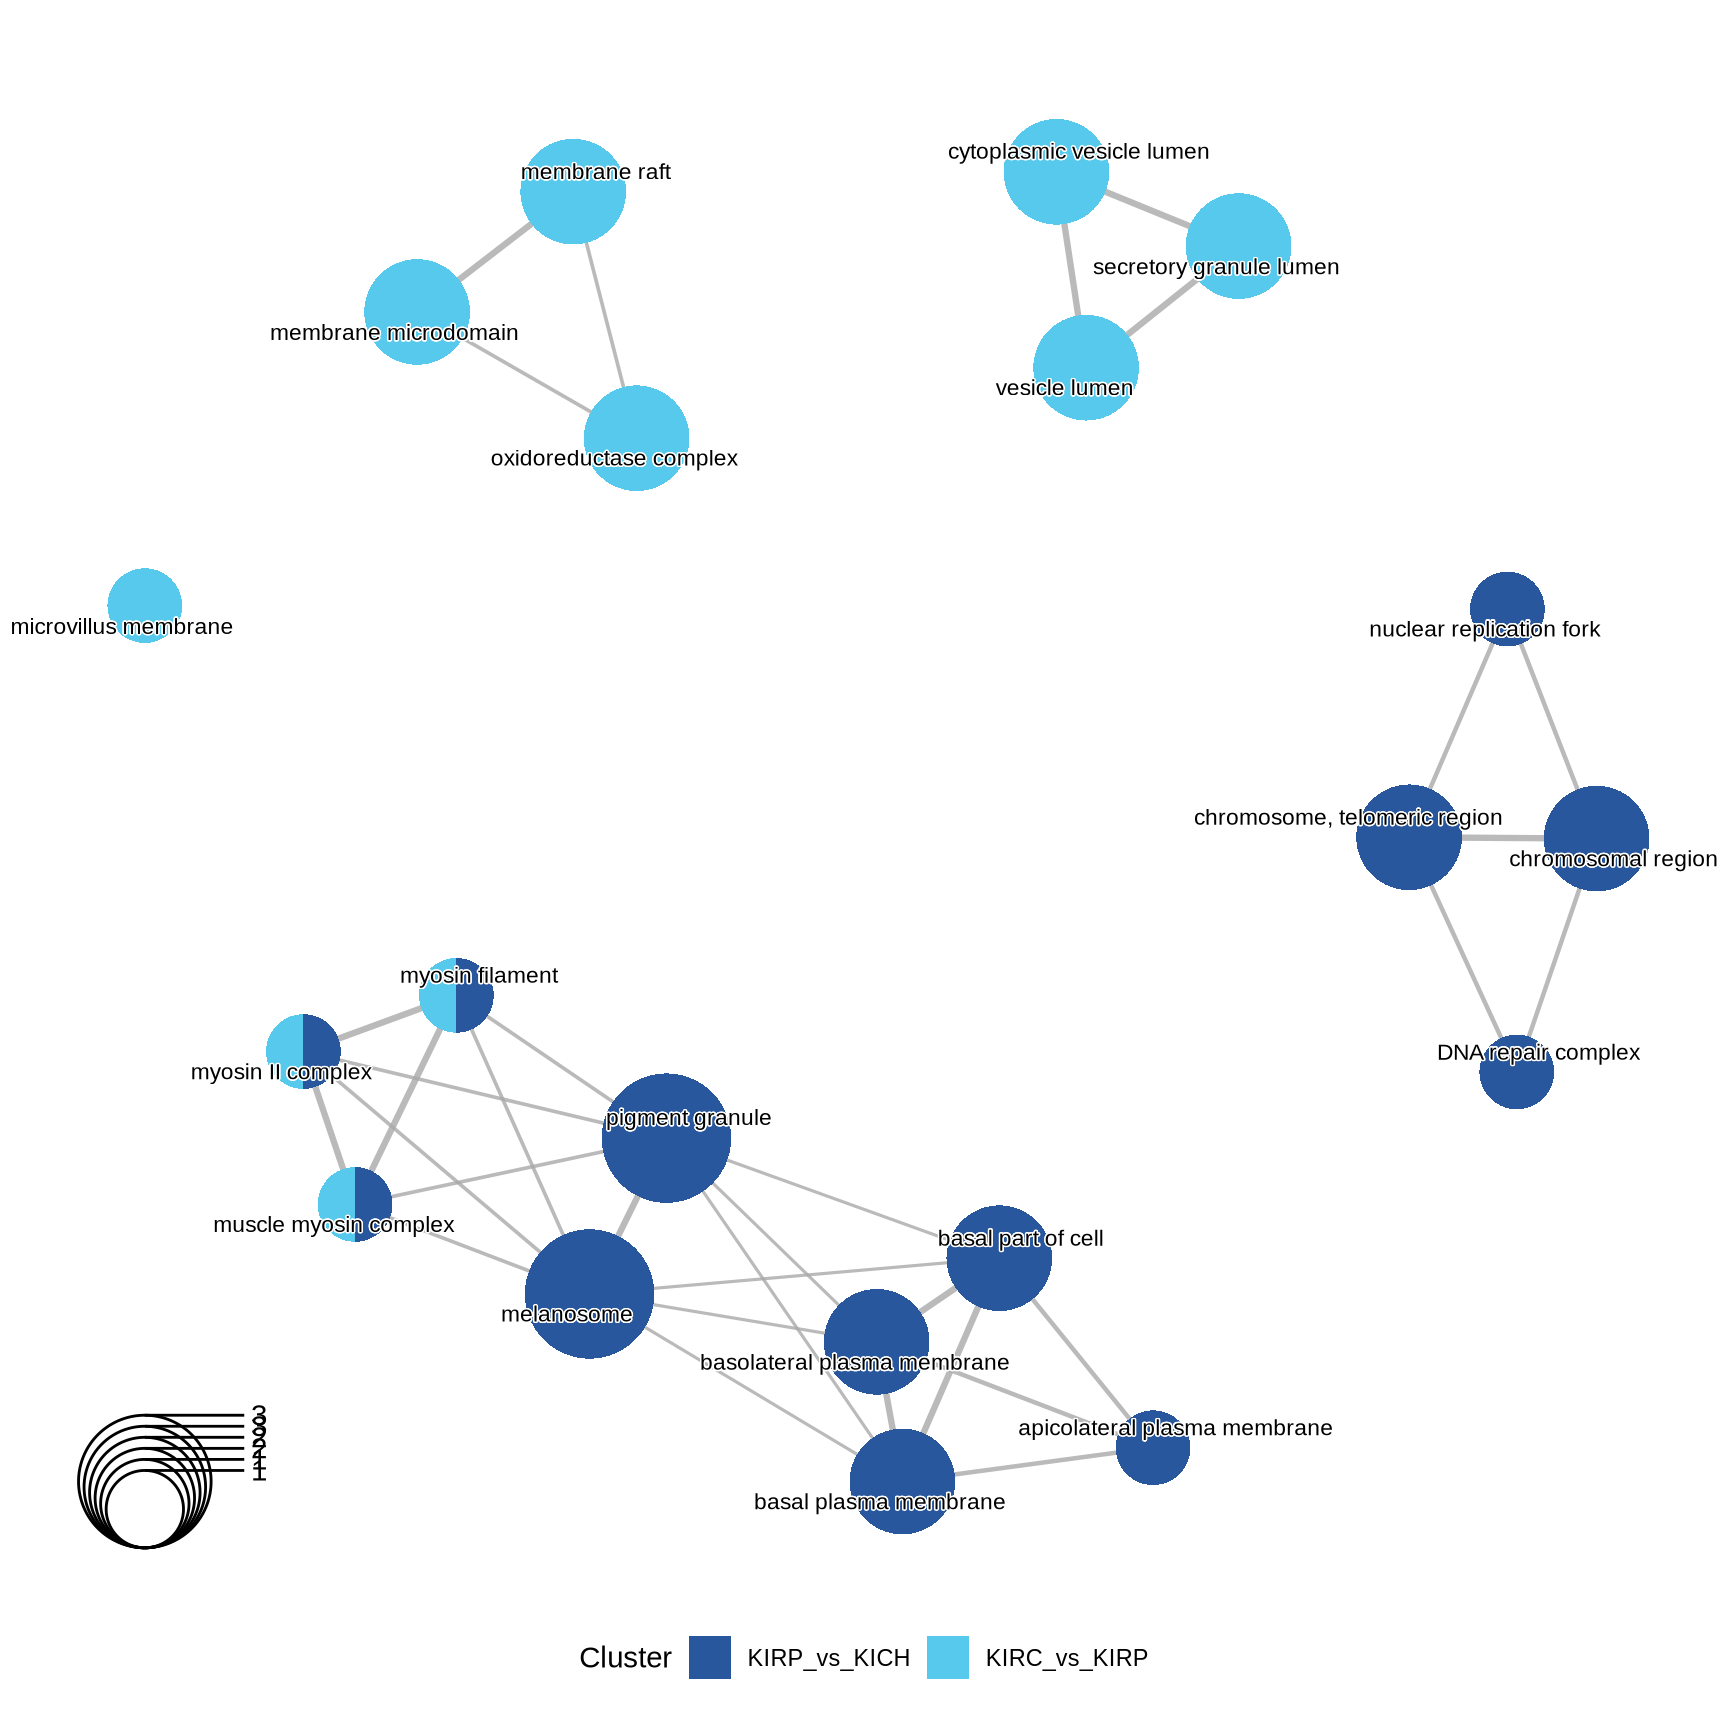 cytoplasmic vesicle lumen
membrane raft
secretory granule lumen
membrane microdomain
vesicle lumen
oxidoreductase complex
microvillus membrane
nuclear replication fork
chromosome, telomeric region
chromosomal region
myosin filament
DNA repair complex
myosin II complex
pigment granule
muscle myosin complex
basal part of cell
melanosome
basolateral plasma membrane
apicolateral plasma membrane
basal plasma membrane
3
3
2
2
1
1
Cluster KIRP_vs_KICH KIRC_vs_KIRP